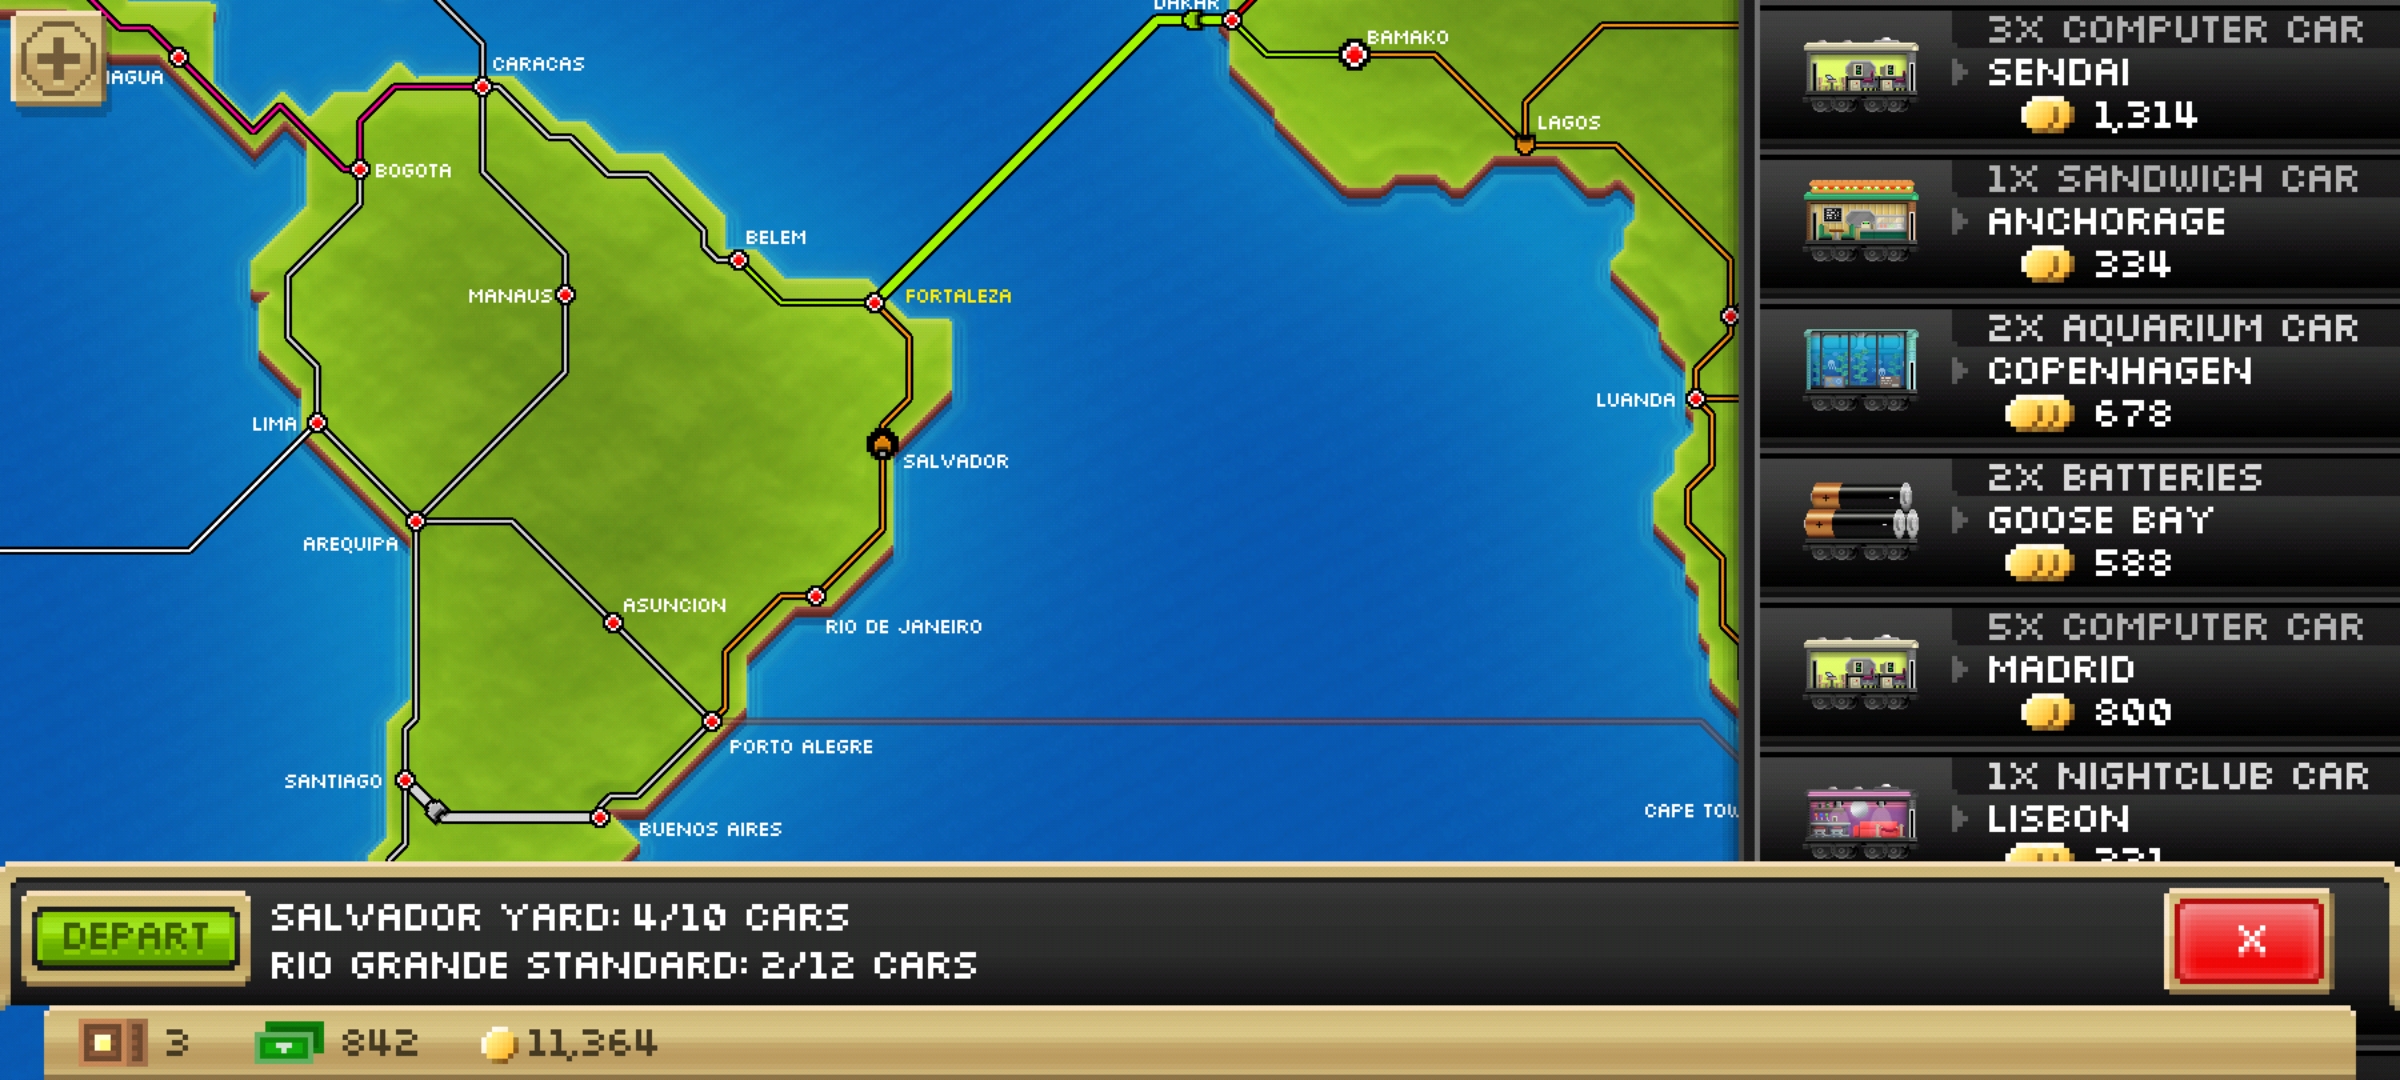 DAKAR
BAMAKO
CARACAS
LAGOS
BOGOTA
BELEM
MANAUS
FORTALEZA
LUANDA
LIMA
SALVADOR
AREQUIPA
ASUNCION
RIO DE JANEIRO
PORTO ALEGRE
SANTIAGO
BUENOS AIRES
CAPE TOW
3X COMPUTER CAR
SENDAI
1,314
1X SANDWICH CAR
ANCHORAGE
334
2X AQUARIUM CAR
COPENHAGEN
678
2X BATTERIES
GOOSE BAY
588
5X COMPUTER CAR
MADRID
800
1X NIGHTCLUB CAR
LISBON
DEPART
SALVADOR YARD: 4/10 CARS
RIO GRANDE STANDARD: 2/12 CARS
X
3
842
11,364